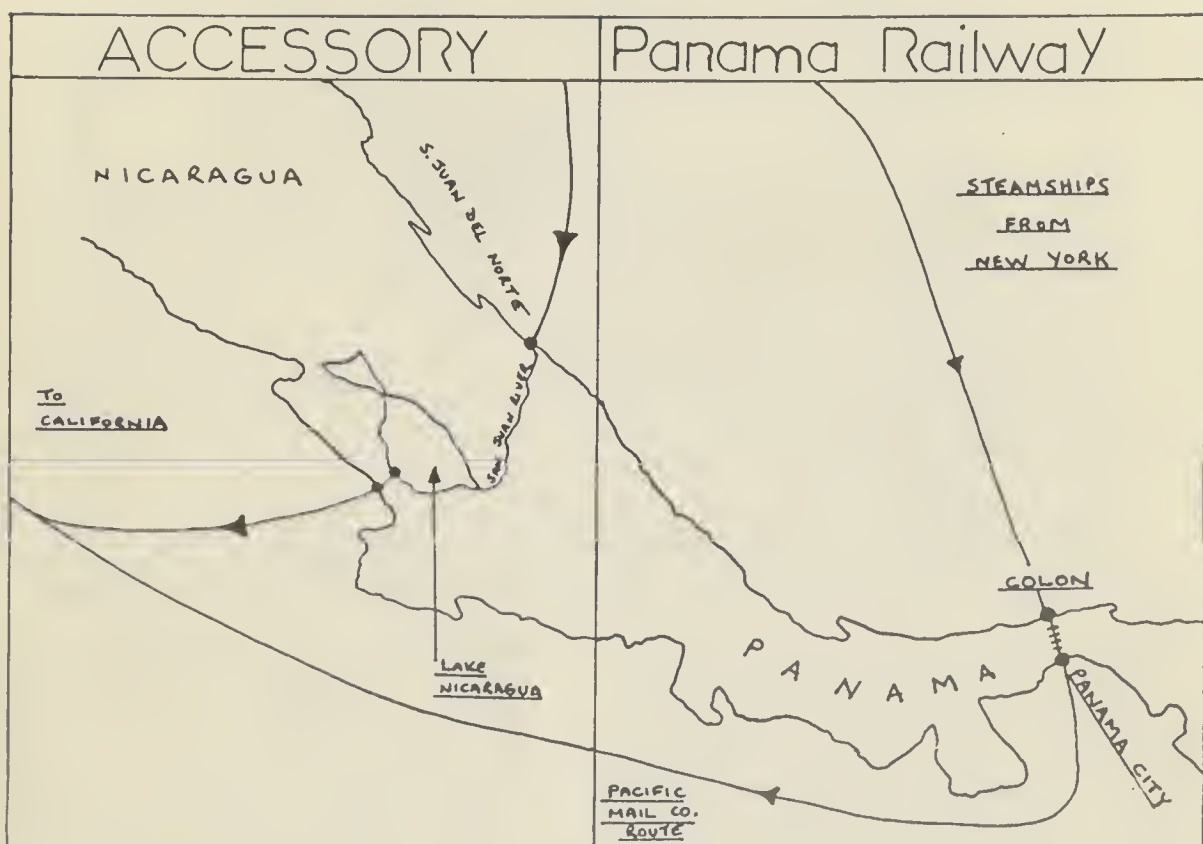 ACCESSORY
Panama Railway
NICARAGUA
S. JUAN DEL NORTE
STEAMSHIPS
FROM
NEW YORK
TO
CALIFORNIA
SAN JUAN RIVER
COLON
LAKE
NICARAGUA
PANAMA
PANAMA CITY
PACIFIC
MAIL CO.
ROUTE